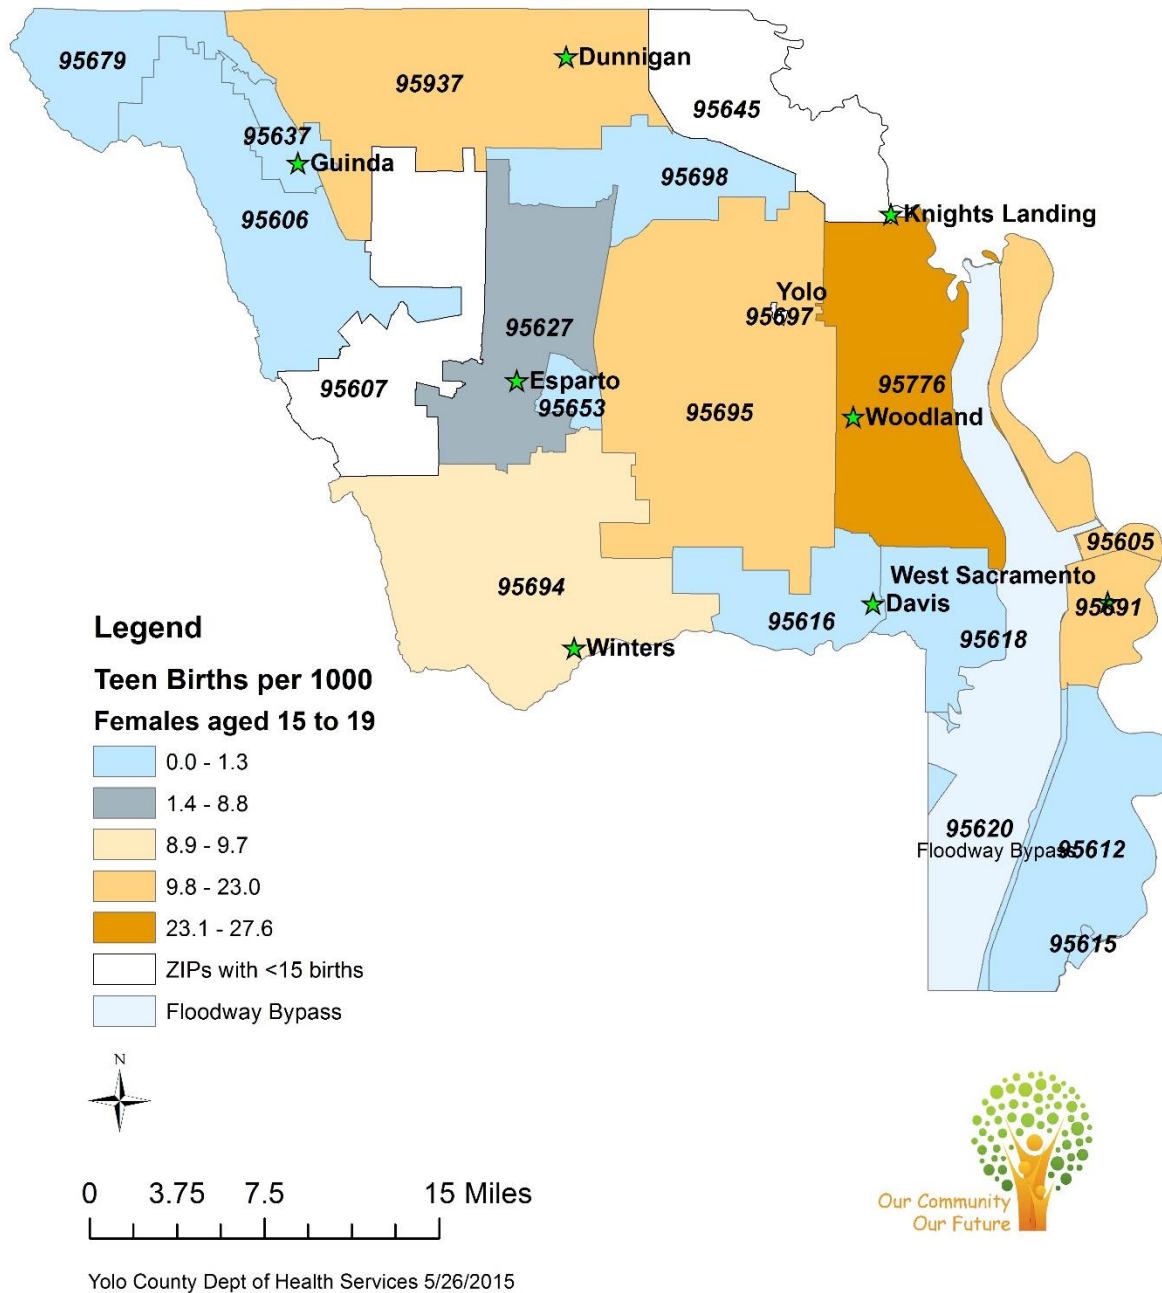 95679
Dunnigan
95937
95645
95637
Guinda
95698
95606
Knights Landing
Yolo
95697
95627
Esparto
95607
95653
95776
95695
Woodland
95605
West Sacramento
95694
Davis
95691
95616
95618
Winters
95620
Floodway Bypass
95612
95615
Legend
Teen Births per 1000
Females aged 15 to 19
0.0 - 1.3
1.4 - 8.8
8.9 - 9.7
9.8 - 23.0
23.1 - 27.6
ZIPs with <15 births
Floodway Bypass
N
0 3.75 7.5 15 Miles
Our Community
Our Future
Yolo County Dept of Health Services 5/26/2015